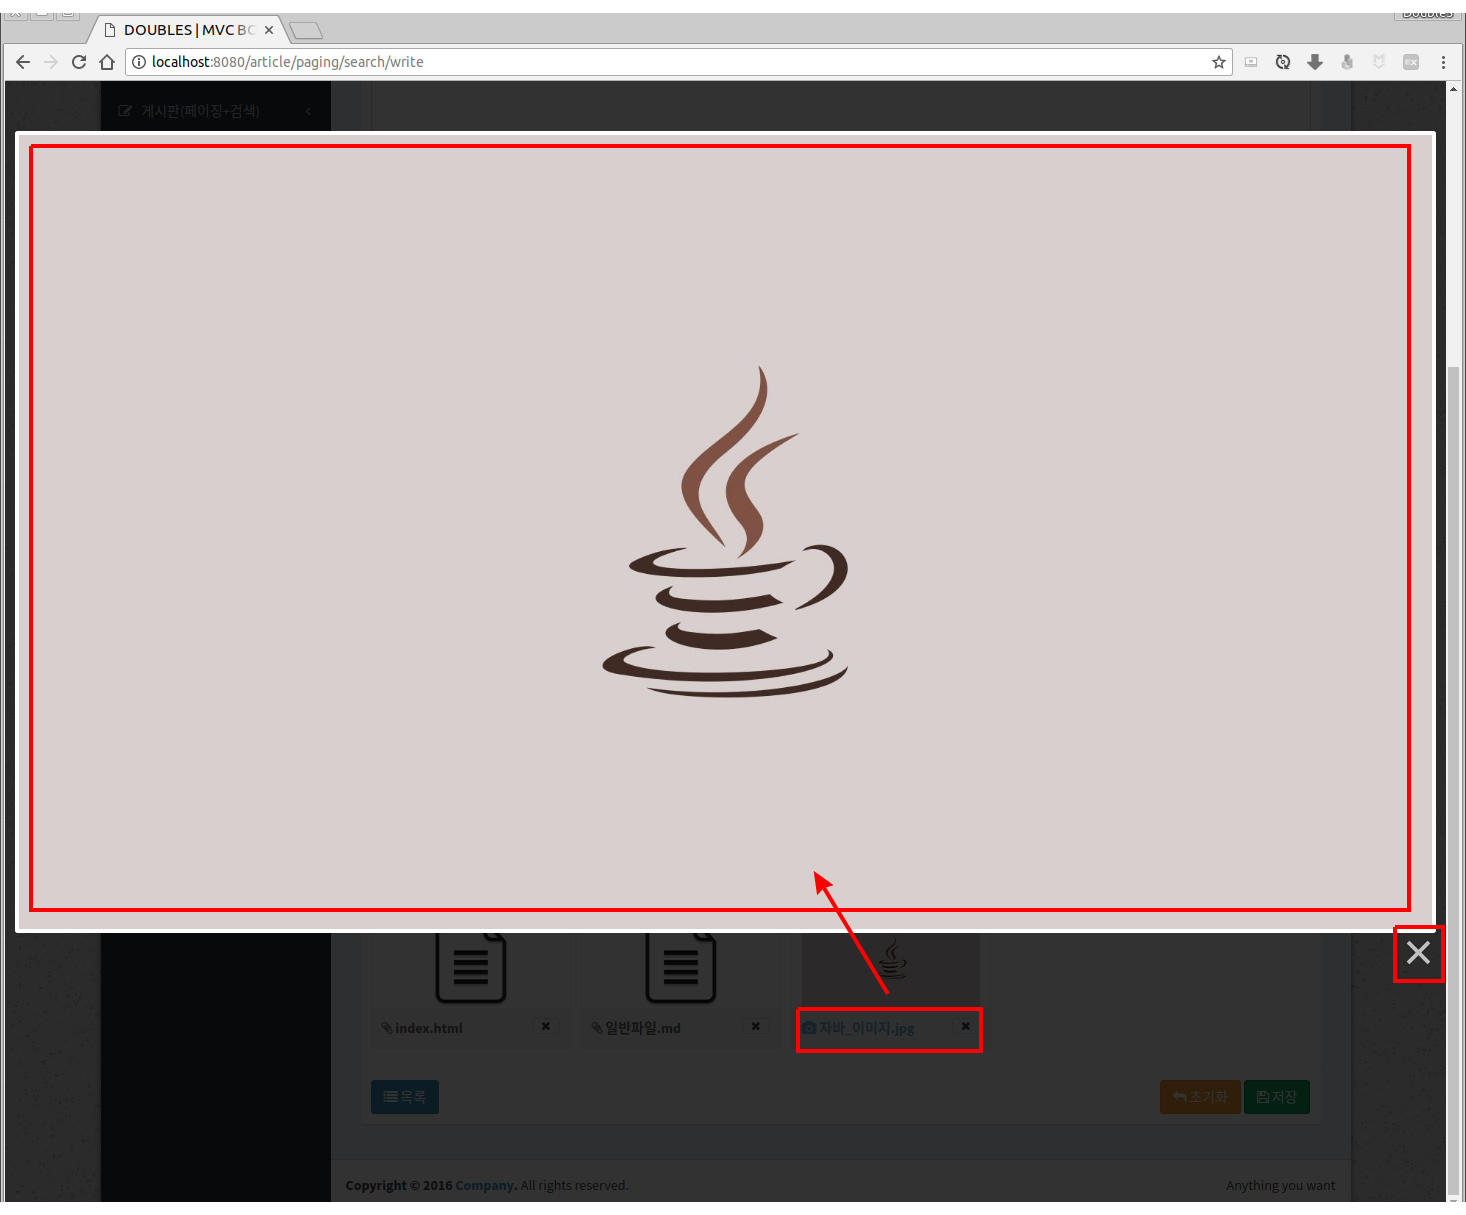 DOUBLES | MVC BO
localhost:8080/article/paging/search/write
게시판(페이징+검색)
index.html
일반파일.md
자바_이미지.jpg
목록
초기화
저장
Copyright © 2016 Company. All rights reserved.
Anything you want